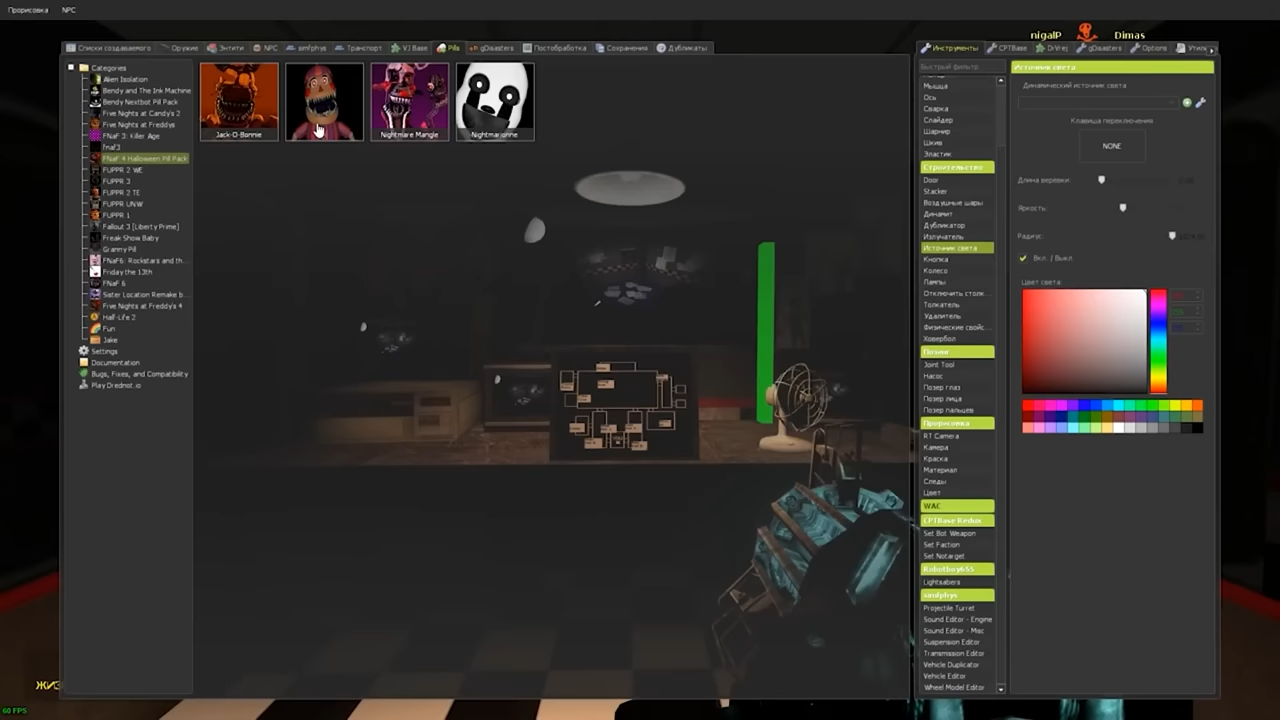 Прорисовка NPC
nigalP Dimas
Списки создаваемого Оружие Энтити NPC simfphys Транспорт VJ Base Pills gDisasters Постобработка Сохранения Дубликаты
Categories
Alien Isolation
Bendy and The Ink Machine
Bendy Nextbot Pill Pack
Five Nights at Candy's 2
Five Nights at Freddys
FNaF 3: Killer Age
fnaf3
FNaF 4 Halloween Pill Pack
FUPPR 2 WE
FUPPR 3
FUPPR 2 TE
FUPPR UNW
FUPPR 1
Fallout 3 [Liberty Prime]
Freak Show Baby
Granny Pill
FNaF6: Rockstars and th...
Friday the 13th
FNaF 6
Sister Location Remake b...
Five Nights at Freddy's 4
Half-Life 2
Fun
Jake
Settings
Documentation
Bugs, Fixes, and Compatibility
Play Drednot.io
Jack-O-Bonnie
Nightmare Mangle
Nightmarionne
Инструменты CPTBase DrVrej gDisasters Options Утил
Быстрый фильтр
Мышца
Ось
Сварка
Слайдер
Шарнир
Шкив
Эластик
Строительство
Door
Stacker
Воздушные шары
Динамит
Дубликатор
Излучатель
Источник света
Кнопка
Колесо
Лампы
Отключить столк...
Толкатель
Удалитель
Физические свойс...
Ховербол
Позинг
Joint Tool
Насос
Позер глаз
Позер лица
Позер пальцев
Прорисовка
RT Camera
Камера
Краска
Материал
Следы
Цвет
WAC
CPTBase Redux
Set Bot Weapon
Set Faction
Set Notarget
Robotboy655
Lightsabers
simfphys
Projectile Turret
Sound Editor - Engine
Sound Editor - Misc
Suspension Editor
Transmission Editor
Vehicle Duplicator
Vehicle Editor
Wheel Model Editor
Источник света
Динамический источник света
Клавиша переключения
NONE
Длина веревки:
Яркость:
Радиус:
Вкл. / Выкл.
Цвет света:
ЖИЗ
60 FPS